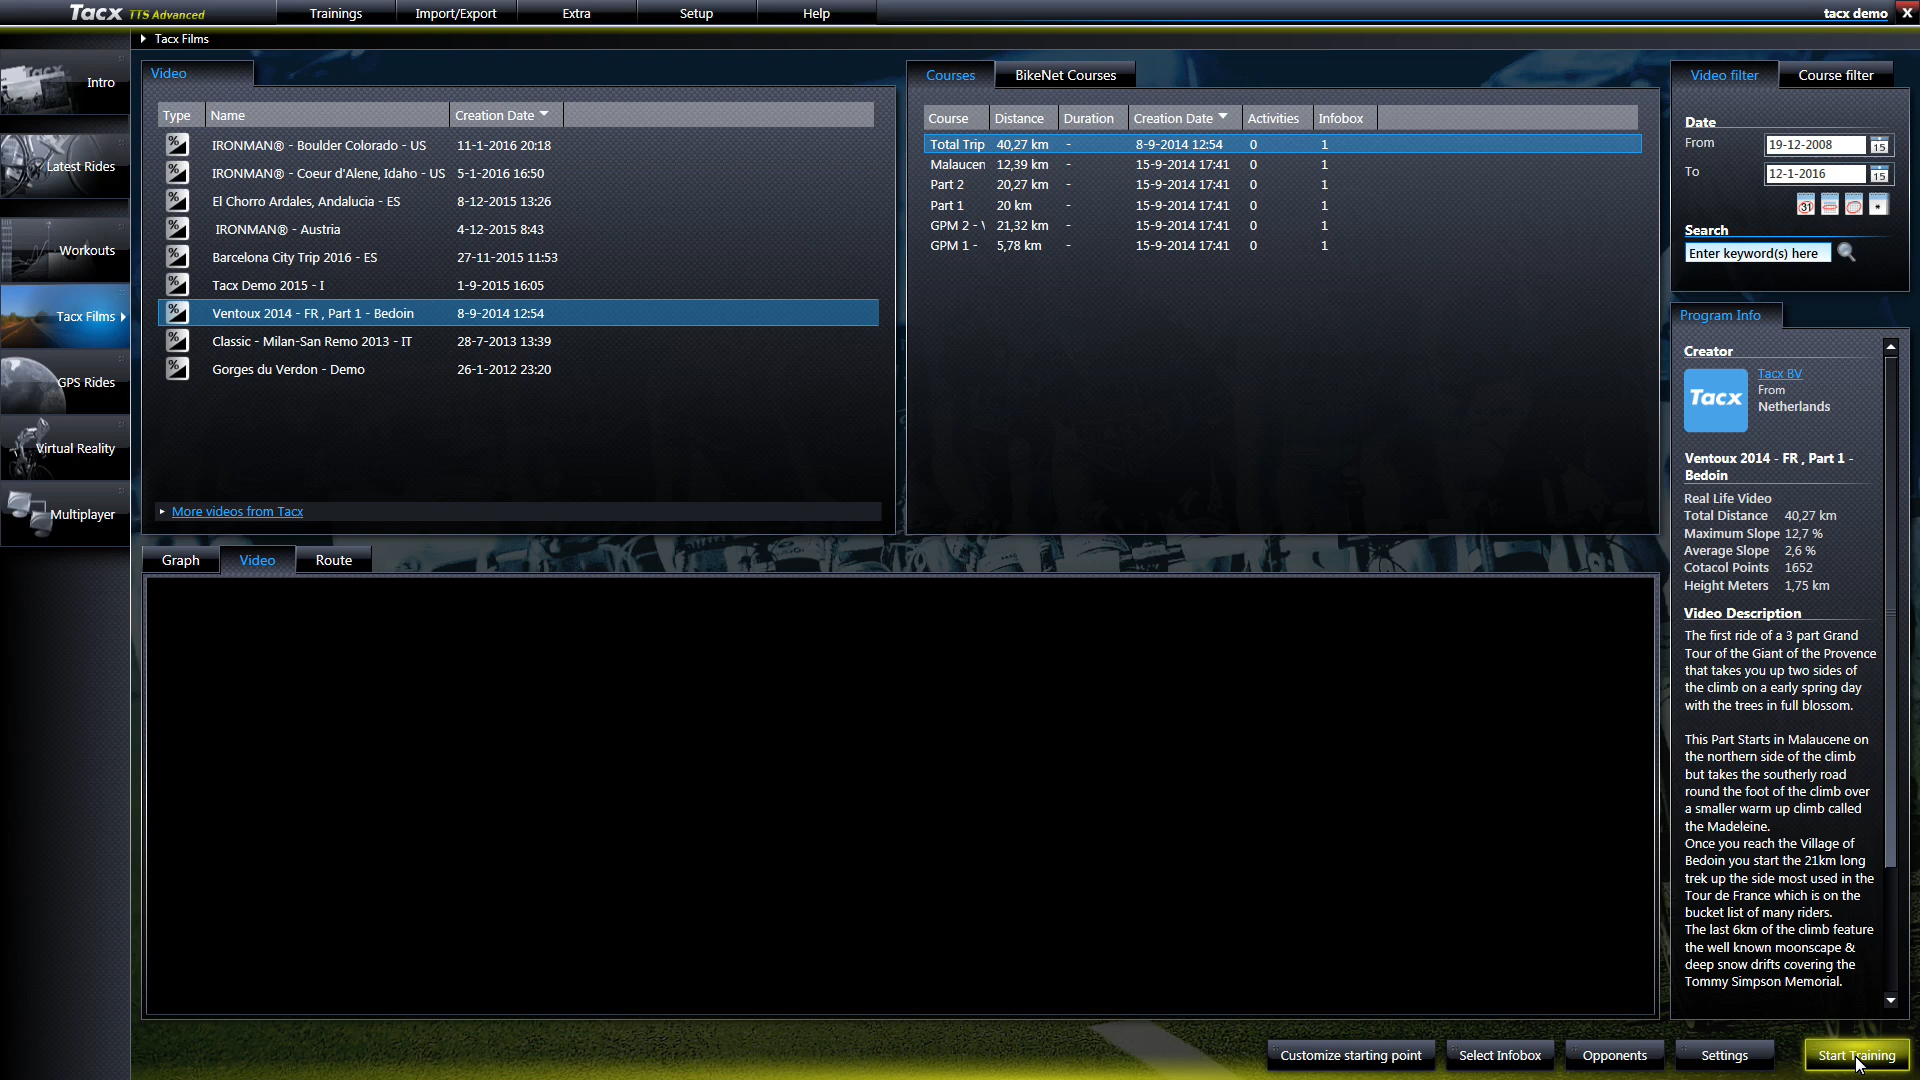 Tacx TTS Advanced
Trainings
Import/Export
Extra
Setup
Help
tacx demo
X
Tacx Films
Intro
Latest Rides
Workouts
Tacx Films
GPS Rides
Virtual Reality
Multiplayer
Video
Type Name Creation Date
% IRONMAN® - Boulder Colorado - US 11-1-2016 20:18
% IRONMAN® - Coeur d'Alene, Idaho - US 5-1-2016 16:50
% El Chorro Ardales, Andalucia - ES 8-12-2015 13:26
% IRONMAN® - Austria 4-12-2015 8:43
% Barcelona City Trip 2016 - ES 27-11-2015 11:53
% Tacx Demo 2015 - I 1-9-2015 16:05
% Ventoux 2014 - FR , Part 1 - Bedoin 8-9-2014 12:54
% Classic - Milan-San Remo 2013 - IT 28-7-2013 13:39
% Gorges du Verdon - Demo 26-1-2012 23:20
More videos from Tacx
Courses BikeNet Courses
Course Distance Duration Creation Date Activities Infobox
Total Trip 40,27 km - 8-9-2014 12:54 0 1
Malaucen 12,39 km - 15-9-2014 17:41 0 1
Part 2 20,27 km - 15-9-2014 17:41 0 1
Part 1 20 km - 15-9-2014 17:41 0 1
GPM 2 - 21,32 km - 15-9-2014 17:41 0 1
GPM 1 - 5,78 km - 15-9-2014 17:41 0 1
Graph Video Route
Video filter Course filter
Date
From 19-12-2008 15
To 12-1-2016 15
31
Search
Enter keyword(s) here
Program Info
Creator
Tacx
Tacx BV
From
Netherlands
Ventoux 2014 - FR , Part 1 -
Bedoin
Real Life Video
Total Distance 40,27 km
Maximum Slope 12,7 %
Average Slope 2,6 %
Cotacol Points 1652
Height Meters 1,75 km
Video Description
The first ride of a 3 part Grand
Tour of the Giant of the Provence
that takes you up two sides of
the climb on a early spring day
with the trees in full blossom.
This Part Starts in Malaucene on
the northern side of the climb
but takes the southerly road
round the foot of the climb over
a smaller warm up climb called
the Madeleine.
Once you reach the Village of
Bedoin you start the 21km long
trek up the side most used in the
Tour de France which is on the
bucket list of many riders.
The last 6km of the climb feature
the well known moonscape &
deep snow drifts covering the
Tommy Simpson Memorial.
Customize starting point
Select Infobox
Opponents
Settings
Start Training